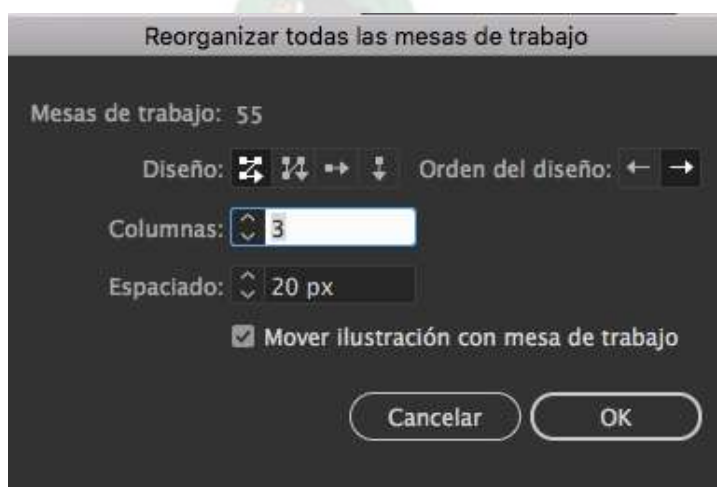 Reorganizar todas las mesas de trabajo
Mesas de trabajo: 55
Diseño: Orden del diseño:
Columnas: 3
Espaciado: 20 px
Mover ilustración con mesa de trabajo
Cancelar OK